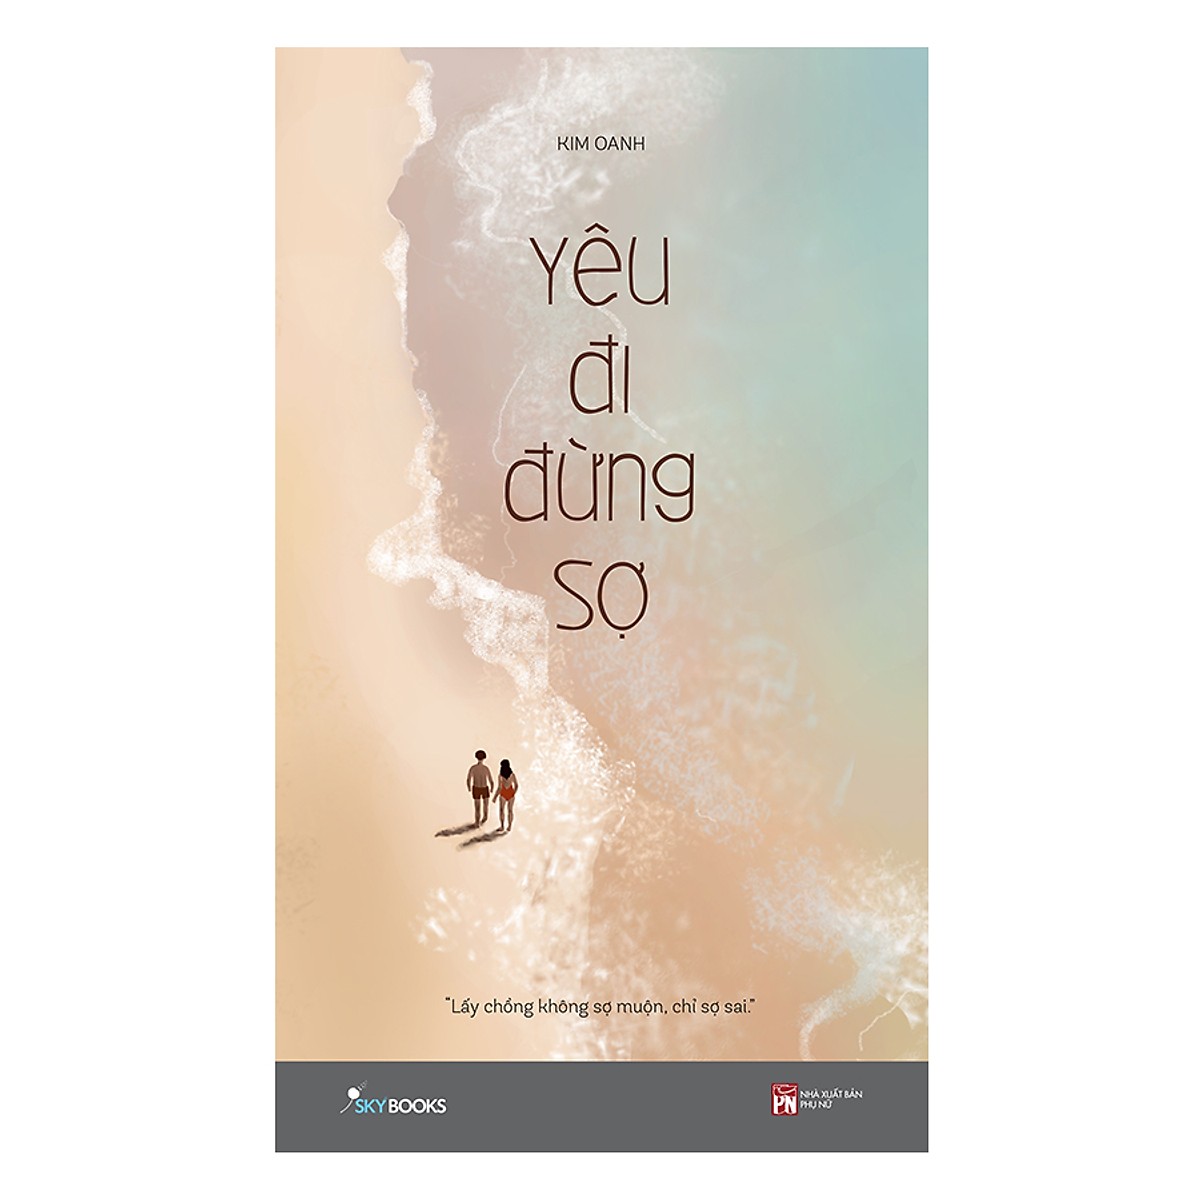 KIM OANH
Yêu
đi
đừng
sợ
"Lấy chồng không sợ muộn, chỉ sợ sai."
SKYBOOKS
PN
NHÀ XUẤT BẢN
PHỤ NỮ